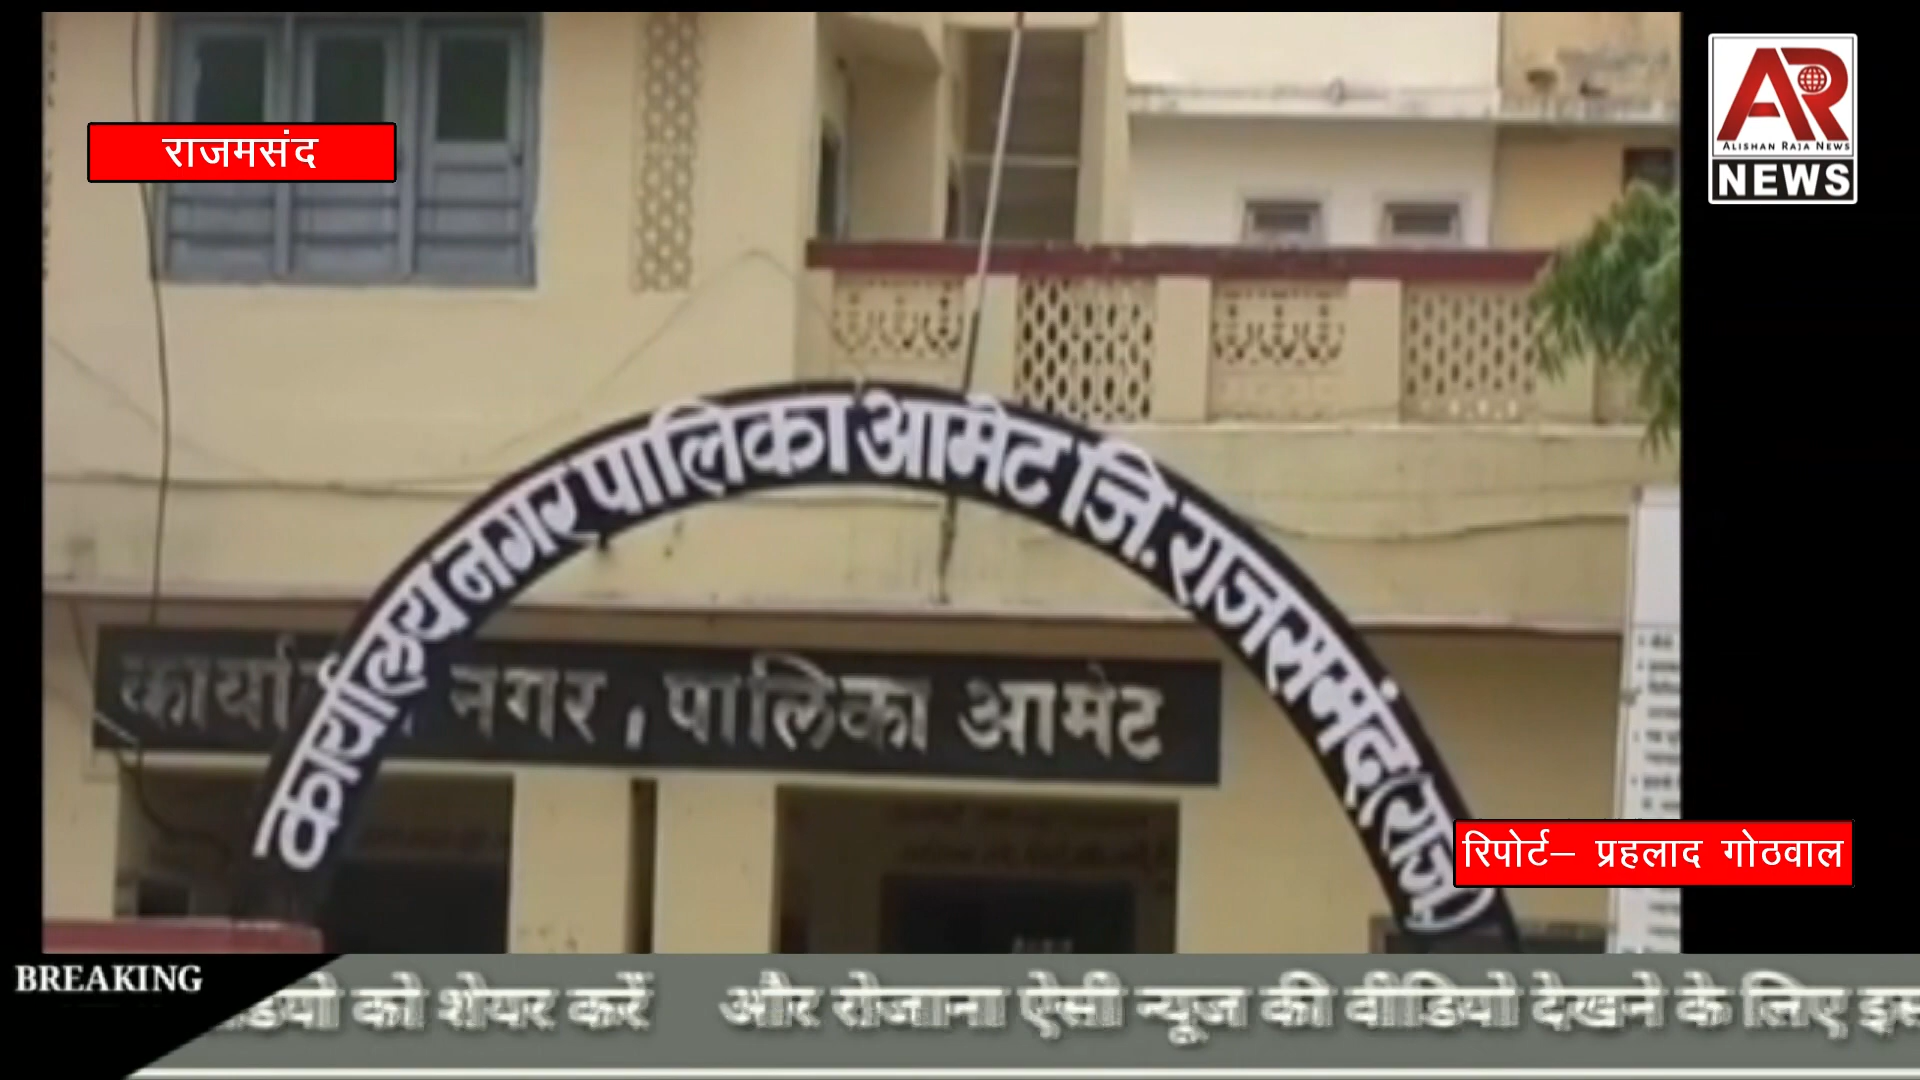 राजमसंद
AR
ALISHAN RAJA NEWS
NEWS
कार्यालय नगर पालिका आमेट जि. राजसमंद (राज.)
नगर पालिका आमेट
रिपोर्ट– प्रहलाद गोठवाल
BREAKING
को शेयर करें और रोजाना ऐसी न्यूज की वीडियो देखने के लिए